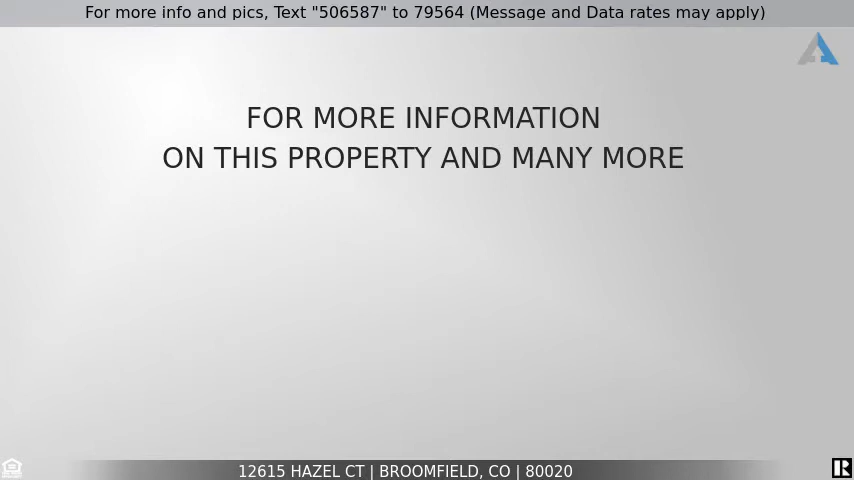 For more info and pics, Text "506587" to 79564 (Message and Data rates may apply)
FOR MORE INFORMATION
ON THIS PROPERTY AND MANY MORE
12615 HAZEL CT | BROOMFIELD, CO | 80020